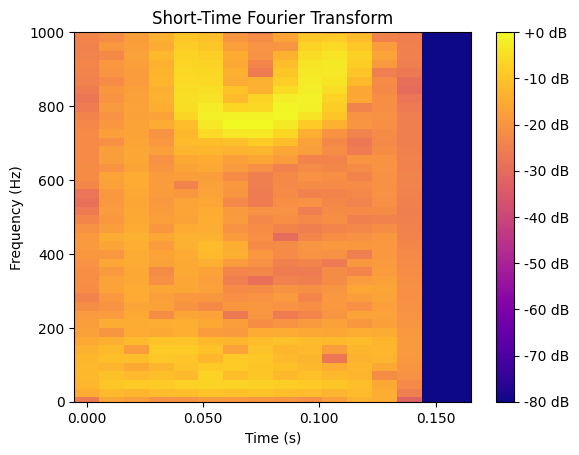 Short-Time Fourier Transform
Frequency (Hz)
1000
800
600
400
200
0
0.000
0.050
0.100
0.150
Time (s)
+0 dB
-10 dB
-20 dB
-30 dB
-40 dB
-50 dB
-60 dB
-70 dB
-80 dB